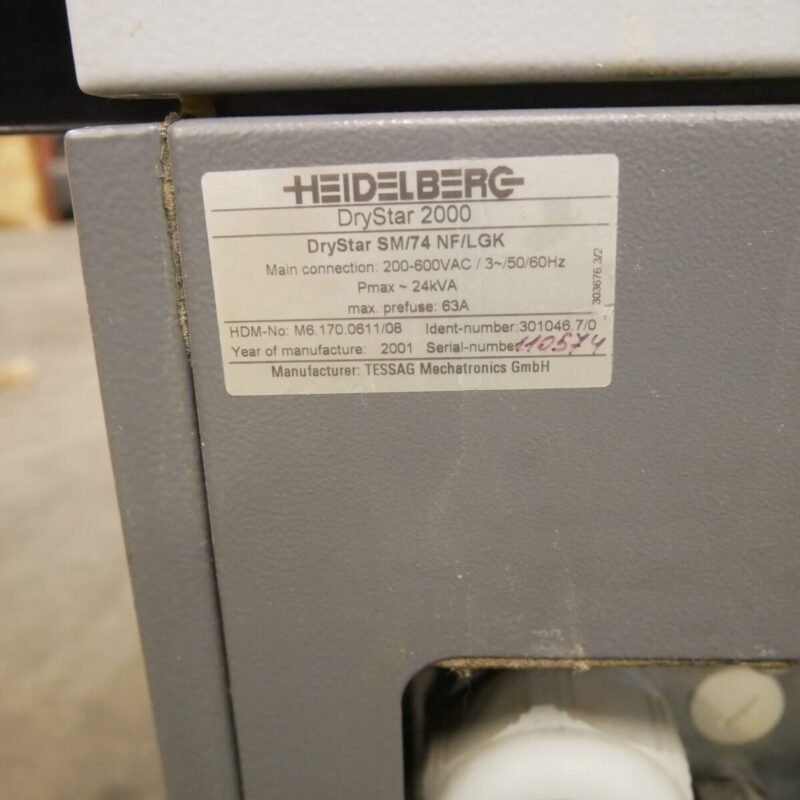 HEIDELBERG
DryStar 2000
DryStar SM/74 NF/LGK
Main connection: 200-600VAC / 3~/50/60Hz
Pmax ~ 24kVA
max. prefuse: 63A
303676.3/2
HDM-No: M6.170.0611/08 Ident-number:301046.7/0
Year of manufacture: 2001 Serial-number 110574
Manufacturer: TESSAG Mechatronics GmbH